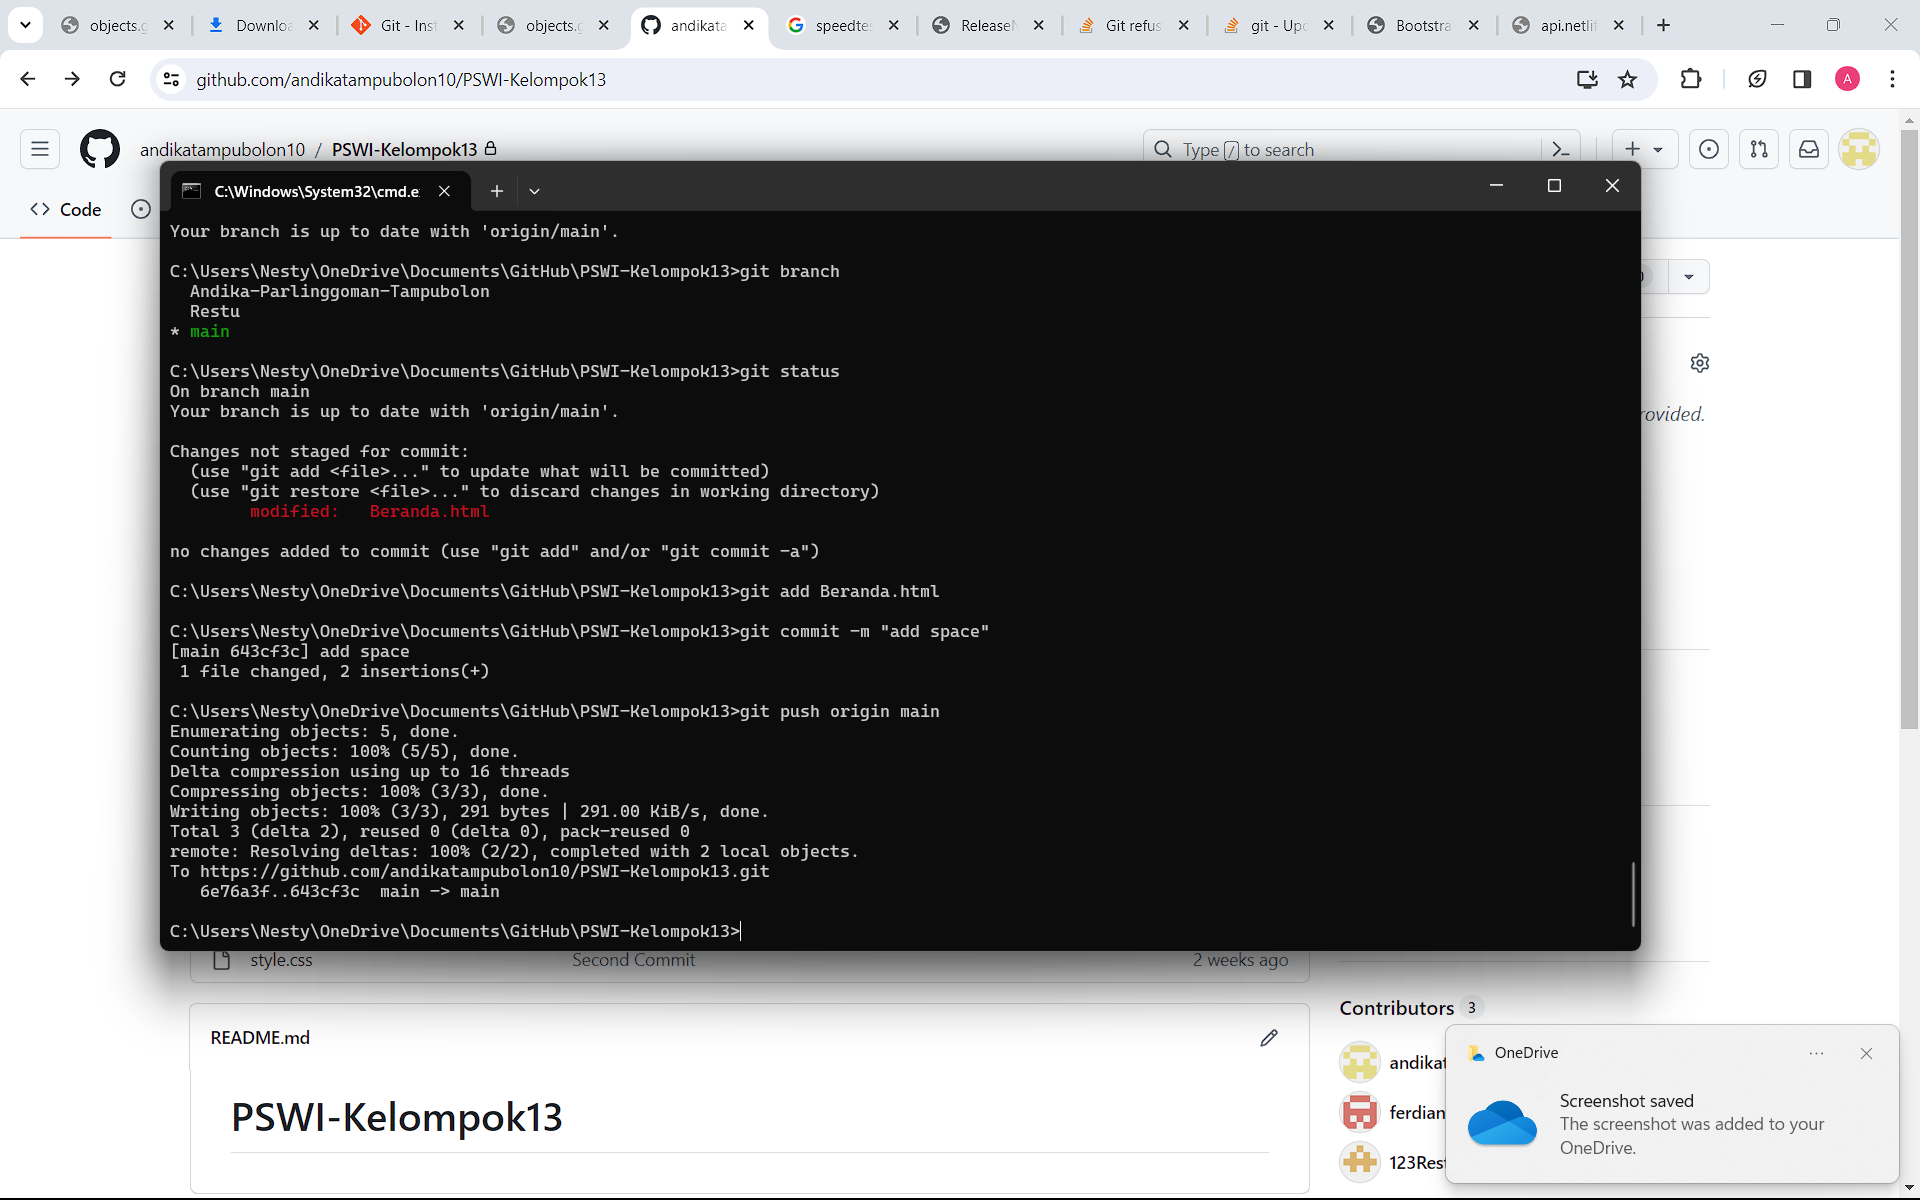 objects.g
Downloa
Git - Inst
objects.g
andikata
speedte
Release
Git refus
git - Up
Bootstra
api.netlif
github.com/andikatampubolon10/PSWI-Kelompok13
A
andikatampubolon10 / PSWI-Kelompok13
Type / to search
Code
C:\Windows\System32\cmd.e
Your branch is up to date with 'origin/main'.
C:\Users\Nesty\OneDrive\Documents\GitHub\PSWI-Kelompok13>git branch
Andika-Parlinggoman-Tampubolon
Restu
* main
C:\Users\Nesty\OneDrive\Documents\GitHub\PSWI-Kelompok13>git status
On branch main
Your branch is up to date with 'origin/main'.
rovided.
Changes not staged for commit:
(use "git add <file>..." to update what will be committed)
(use "git restore <file>..." to discard changes in working directory)
modified:   Beranda.html
no changes added to commit (use "git add" and/or "git commit -a")
C:\Users\Nesty\OneDrive\Documents\GitHub\PSWI-Kelompok13>git add Beranda.html
C:\Users\Nesty\OneDrive\Documents\GitHub\PSWI-Kelompok13>git commit -m "add space"
[main 643cf3c] add space
1 file changed, 2 insertions(+)
C:\Users\Nesty\OneDrive\Documents\GitHub\PSWI-Kelompok13>git push origin main
Enumerating objects: 5, done.
Counting objects: 100% (5/5), done.
Delta compression using up to 16 threads
Compressing objects: 100% (3/3), done.
Writing objects: 100% (3/3), 291 bytes | 291.00 KiB/s, done.
Total 3 (delta 2), reused 0 (delta 0), pack-reused 0
remote: Resolving deltas: 100% (2/2), completed with 2 local objects.
To https://github.com/andikatampubolon10/PSWI-Kelompok13.git
6e76a3f..643cf3c  main -> main
C:\Users\Nesty\OneDrive\Documents\GitHub\PSWI-Kelompok13>
style.css
Second Commit
2 weeks ago
README.md
PSWI-Kelompok13
Contributors 3
andikat
ferdian
123Rest
OneDrive
Screenshot saved
The screenshot was added to your
OneDrive.